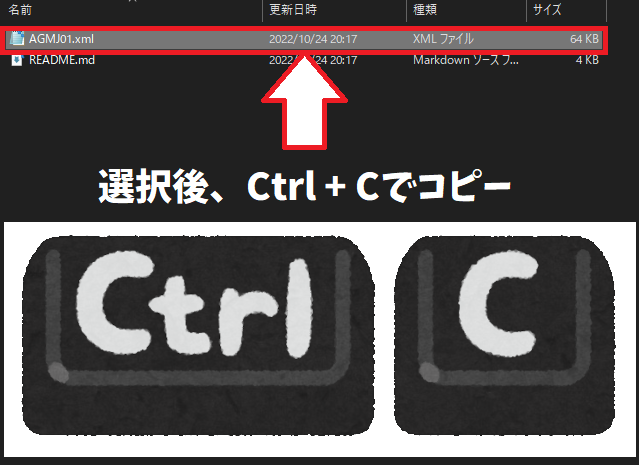 名前 更新日時 種類 サイズ
AGMJ01.xml 2022/10/24 20:17 XML ファイル 64 KB
README.md 2022/10/24 20:17 Markdown ソース フ... 4 KB
選択後、Ctrl + Cでコピー
Ctrl C